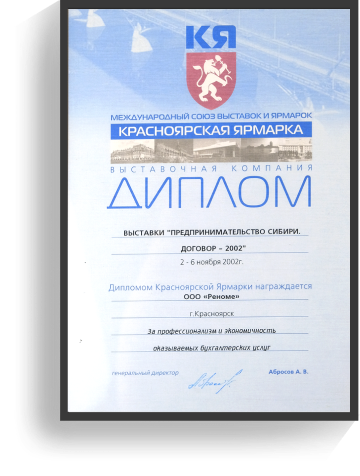 КЯ
МЕЖДУНАРОДНЫЙ СОЮЗ ВЫСТАВОК И ЯРМАРОК
КРАСНОЯРСКАЯ ЯРМАРКА
ВЫСТАВОЧНАЯ КОМПАНИЯ
ДИПЛОМ
ВЫСТАВКИ "ПРЕДПРИНИМАТЕЛЬСТВО СИБИРИ.
ДОГОВОР – 2002"
2 - 6 ноября 2002г.
Дипломом Красноярской Ярмарки награждается
ООО «Реноме»
г.Красноярск
За профессионализм и экономичность
оказываемых бухгалтерских услуг
генеральный директор Абросов А. В.